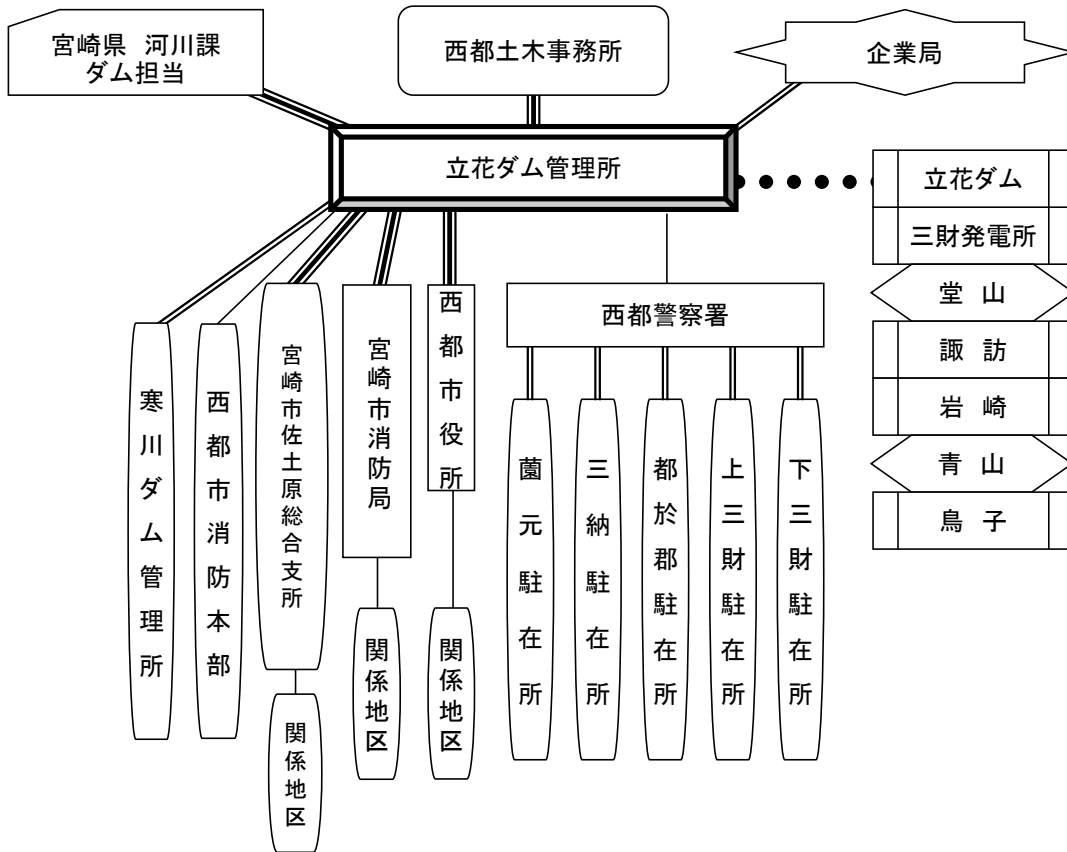 宮崎県 河川課
ダム担当
西都土木事務所
企業局
立花ダム管理所
立花ダム
三財発電所
堂 山
諏 訪
岩 崎
青 山
鳥 子
寒川ダム管理所
西都市消防本部
宮崎市佐土原総合支所
関係地区
宮崎市消防局
関係地区
西都市役所
関係地区
西都警察署
薗元駐在所
三納駐在所
都於郡駐在所
上三財駐在所
下三財駐在所